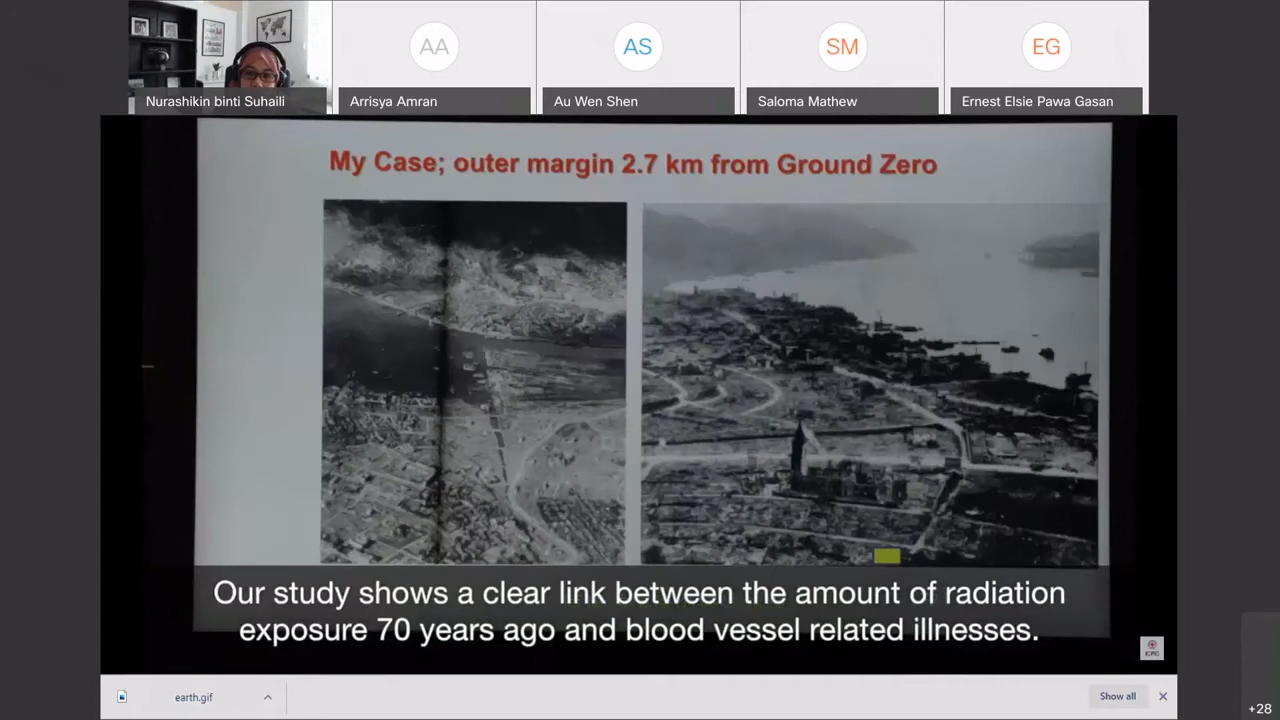 AA
AS
SM
EG
Nurashikin binti Suhaili
Arrisya Amran
Au Wen Shen
Saloma Mathew
Ernest Elsie Pawa Gasan
My Case; outer margin 2.7 km from Ground Zero
Our study shows a clear link between the amount of radiation
exposure 70 years ago and blood vessel related illnesses.
ICRC
earth.gif
Show all
+28